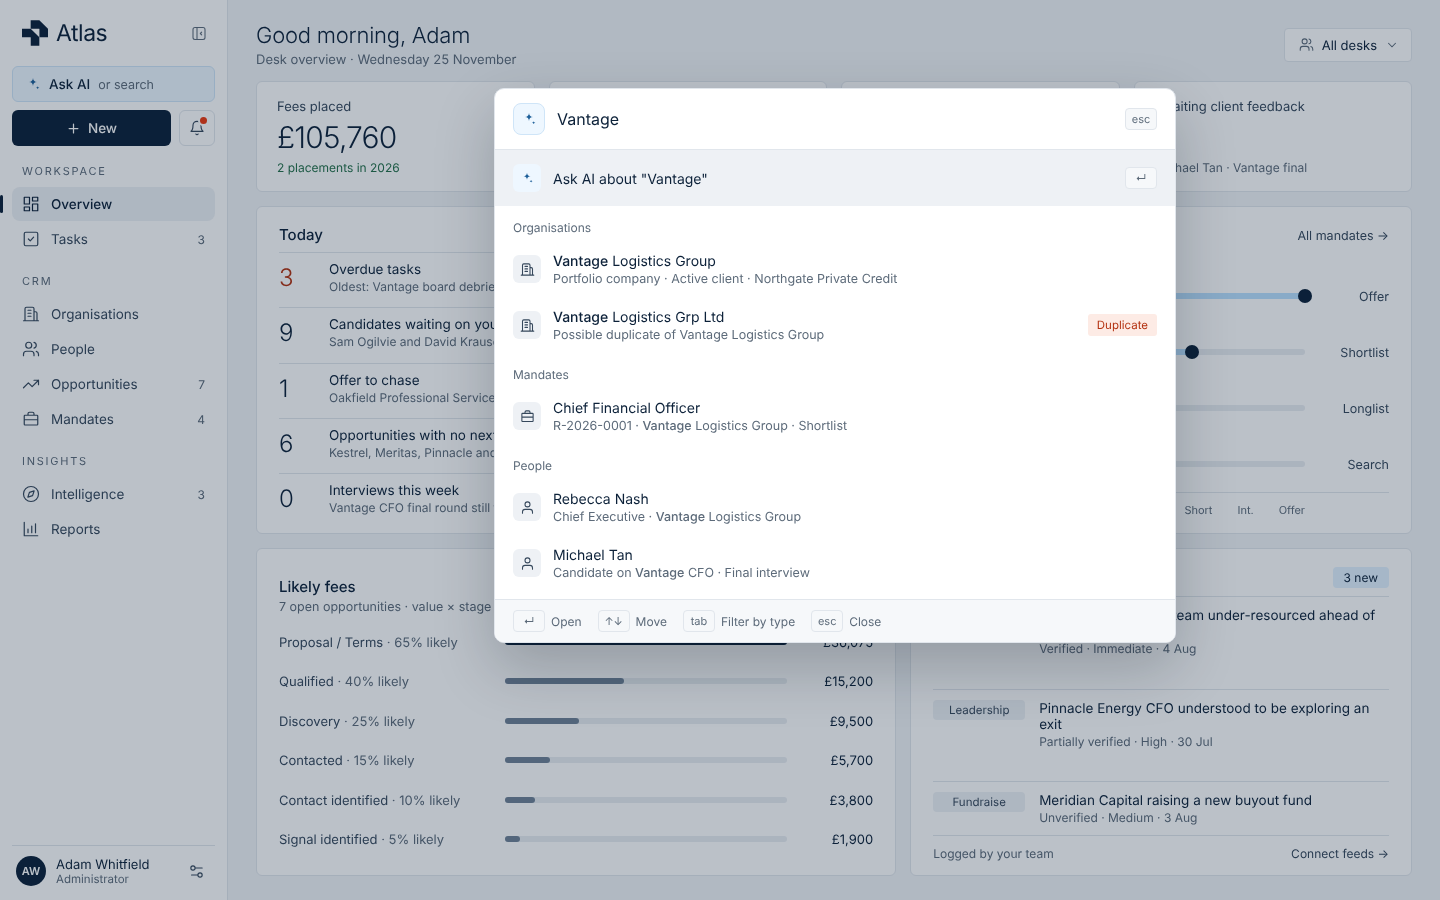 Atlas
Ask AI or search
New
WORKSPACE
Overview
Tasks 3
CRM
Organisations
People
Opportunities 7
Mandates 4
INSIGHTS
Intelligence 3
Reports
AW
Adam Whitfield
Administrator
Good morning, Adam
Desk overview · Wednesday 25 November
All desks
Fees placed
£105,760
2 placements in 2026
client feedback
Tan · Vantage final
Today
3 Overdue tasks
Oldest: Vantage board
9 Candidates waiting on
Sam Ogilvie and David
1 Offer to chase
Oakfield Professional
6 Opportunities with no
Kestrel, Meritas, Pinnacle
0 Interviews this week
Vantage CFO final round still
All mandates →
Offer
Shortlist
Longlist
Search
Short Int. Offer
Vantage
esc
Ask AI about "Vantage"
↵
Organisations
Vantage Logistics Group
Portfolio company · Active client · Northgate Private Credit
Vantage Logistics Grp Ltd
Possible duplicate of Vantage Logistics Group
Duplicate
Mandates
Chief Financial Officer
R-2026-0001 · Vantage Logistics Group · Shortlist
People
Rebecca Nash
Chief Executive · Vantage Logistics Group
Michael Tan
Candidate on Vantage CFO · Final interview
↵ Open ↑↓ Move tab Filter by type esc Close
Likely fees
7 open opportunities · value × stage
Proposal / Terms · 65% likely
Qualified · 40% likely £15,200
Discovery · 25% likely £9,500
Contacted · 15% likely £5,700
Contact identified · 10% likely £3,800
Signal identified · 5% likely £1,900
3 new
under-resourced ahead of
Verified · Immediate · 4 Aug
Leadership
Pinnacle Energy CFO understood to be exploring an
exit
Partially verified · High · 30 Jul
Fundraise
Meridian Capital raising a new buyout fund
Unverified · Medium · 3 Aug
Logged by your team
Connect feeds →